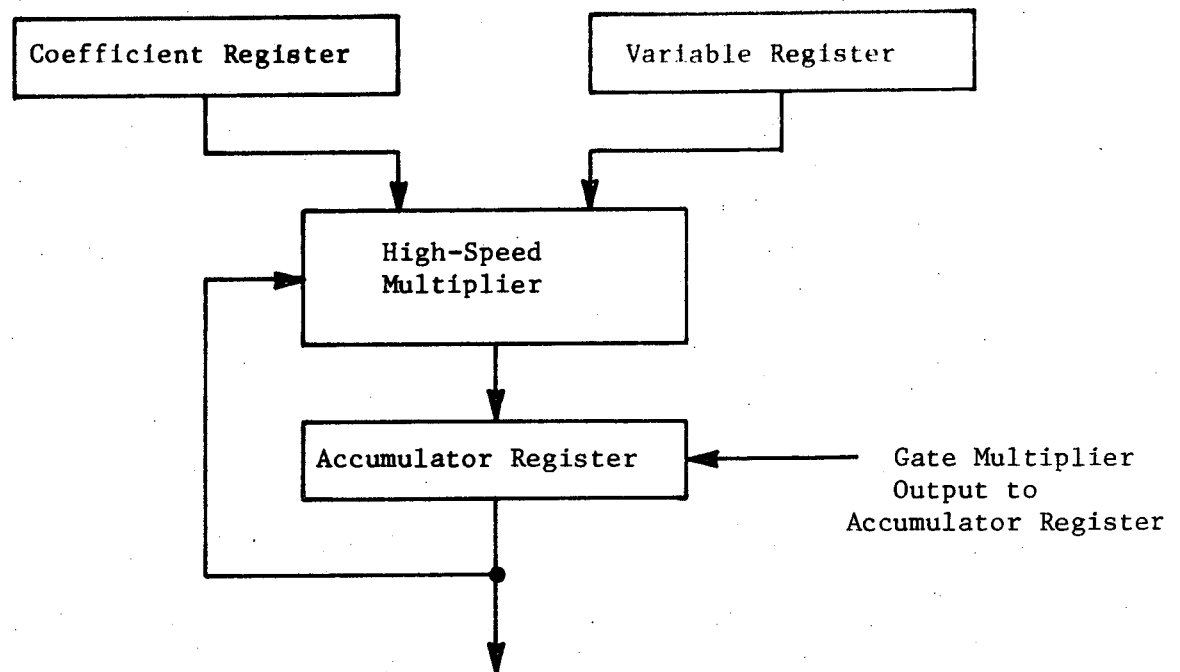 Coefficient Register
Variable Register
High-Speed
Multiplier
Accumulator Register
Gate Multiplier
Output to
Accumulator Register